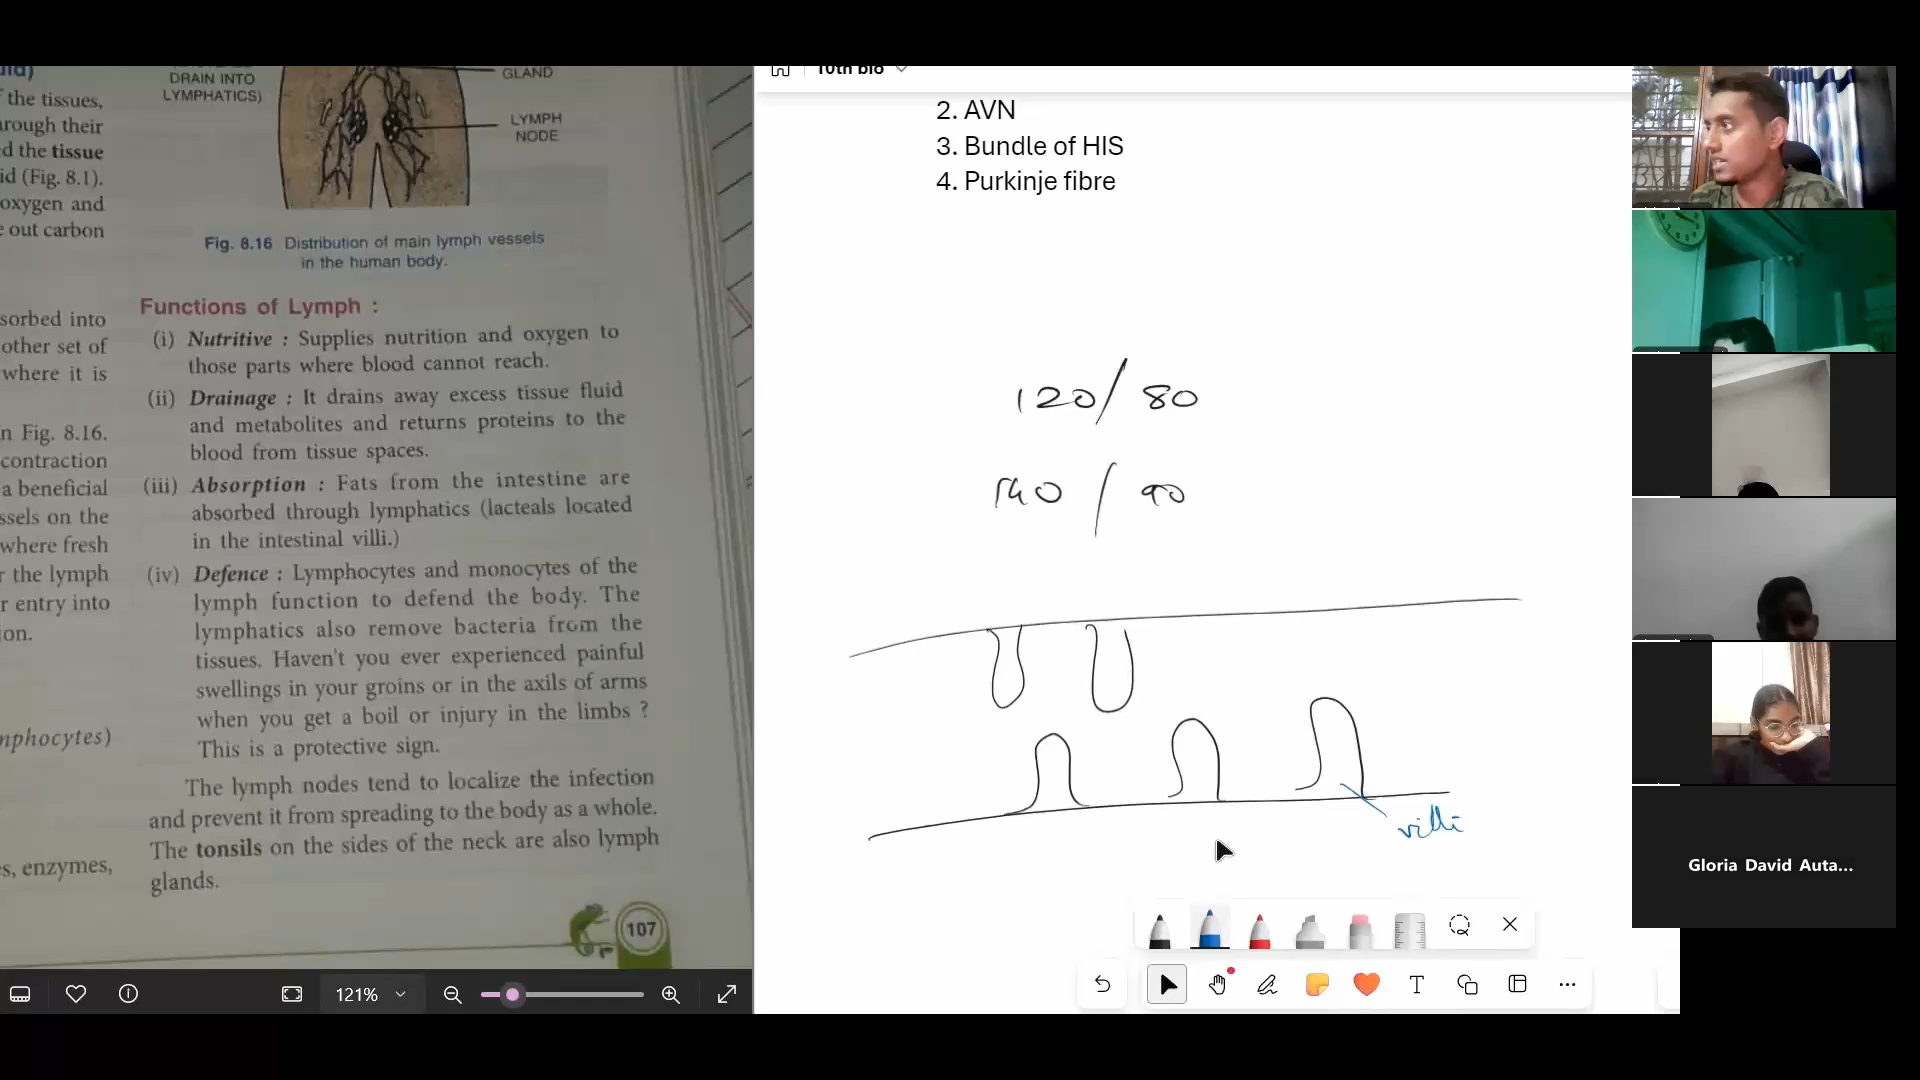 DRAIN INTO
LYMPHATICS)
GLAND
LYMPH
NODE
the tissues,
rough their
d the tissue
id (Fig. 8.1).
oxygen and
out carbon
Fig. 8.16 Distribution of main lymph vessels
in the human body.
sorbed into
other set of
where it is
n Fig. 8.16.
contraction
a beneficial
ssels on the
where fresh
the lymph
r entry into
ion.
mphocytes)
s, enzymes,
Functions of Lymph :
(i) Nutritive : Supplies nutrition and oxygen to
those parts where blood cannot reach.
(ii) Drainage : It drains away excess tissue fluid
and metabolites and returns proteins to the
blood from tissue spaces.
(iii) Absorption : Fats from the intestine are
absorbed through lymphatics (lacteals located
in the intestinal villi.)
(iv) Defence : Lymphocytes and monocytes of the
lymph function to defend the body. The
lymphatics also remove bacteria from the
tissues. Haven't you ever experienced painful
swellings in your groins or in the axils of arms
when you get a boil or injury in the limbs ?
This is a protective sign.
The lymph nodes tend to localize the infection
and prevent it from spreading to the body as a whole.
The tonsils on the sides of the neck are also lymph
glands.
107
121%
10th bio
2. AVN
3. Bundle of HIS
4. Purkinje fibre
120/80
140/90
villi
T
Gloria David Auta...